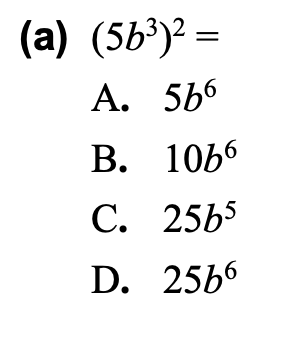 (a) (5b³)² =
A. 5b⁶
B. 10b⁶
C. 25b⁵
D. 25b⁶